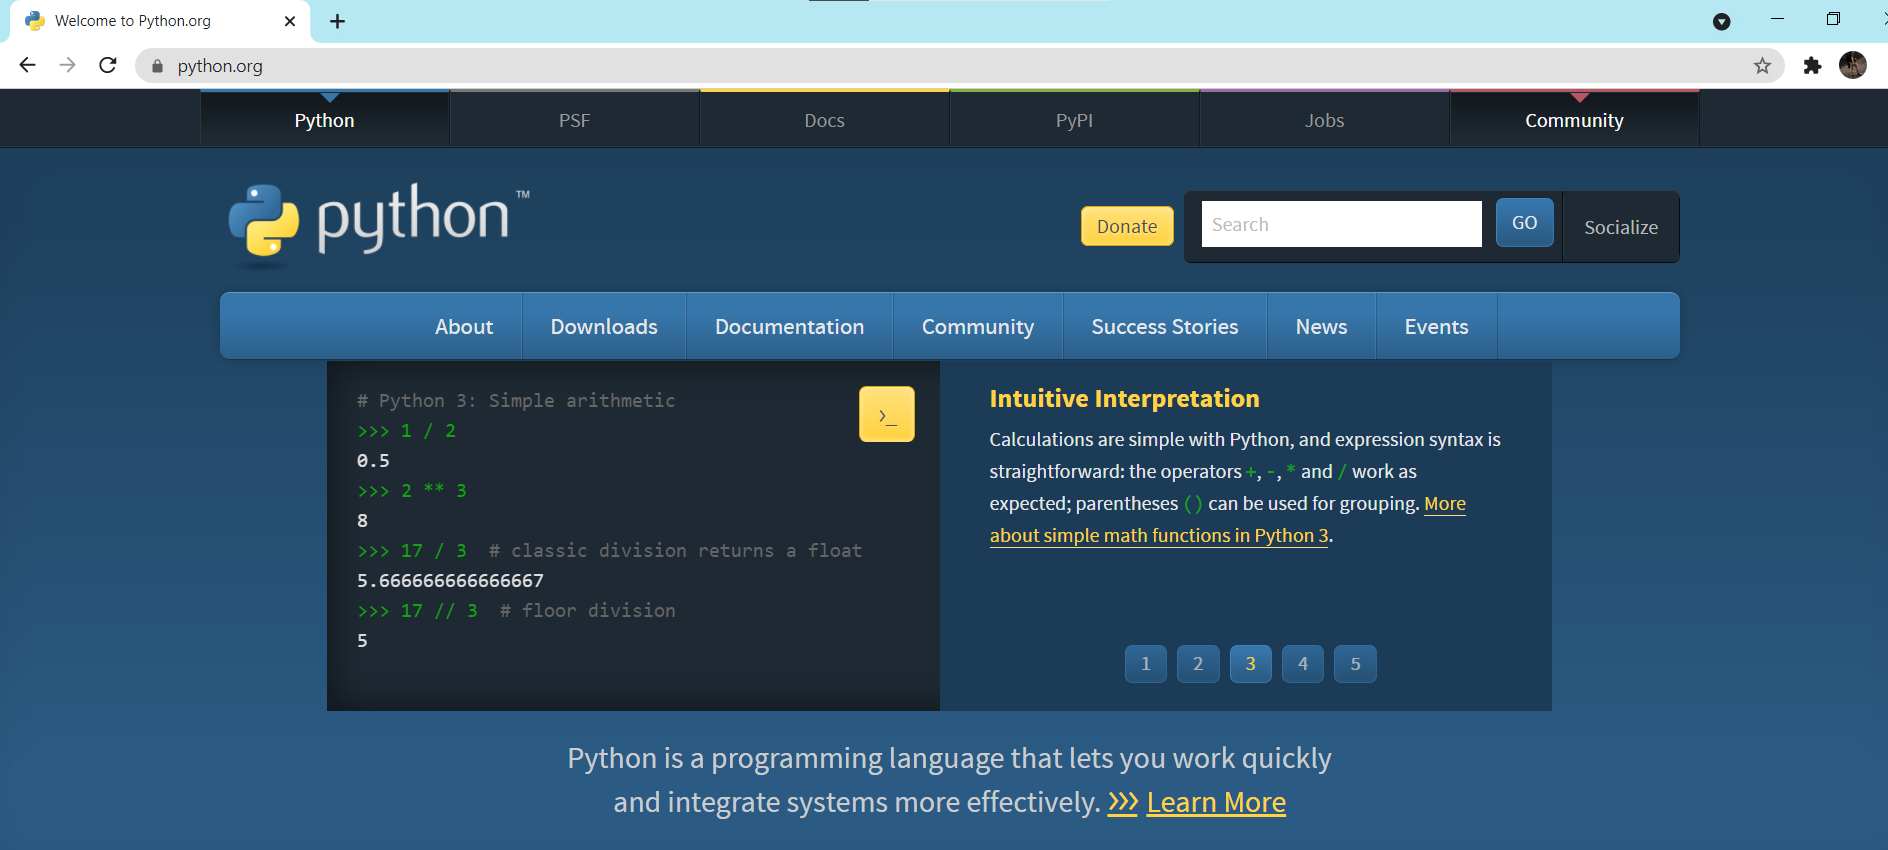 Welcome to Python.org
python.org
Python PSF Docs PyPI Jobs Community
python™
Donate Search GO Socialize
About Downloads Documentation Community Success Stories News Events
# Python 3: Simple arithmetic
>>> 1 / 2
0.5
>>> 2 ** 3
8
>>> 17 / 3  # classic division returns a float
5.666666666666667
>>> 17 // 3  # floor division
5
>_
Intuitive Interpretation
Calculations are simple with Python, and expression syntax is
straightforward: the operators +, -, * and / work as
expected; parentheses () can be used for grouping. More
about simple math functions in Python 3.
1 2 3 4 5
Python is a programming language that lets you work quickly
and integrate systems more effectively. >>> Learn More